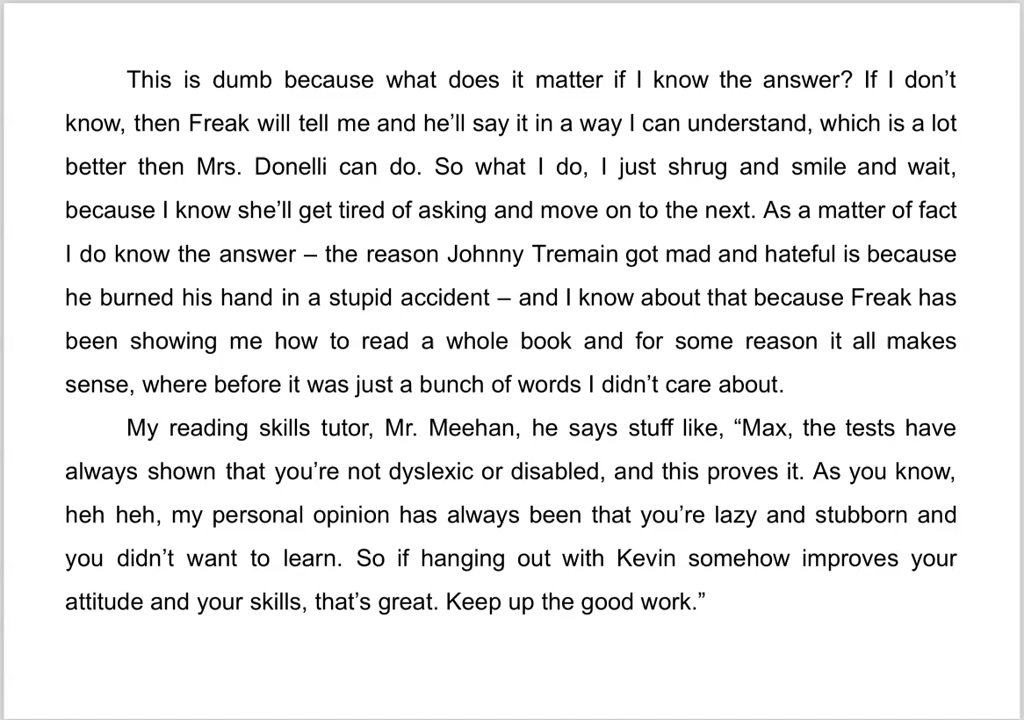 This is dumb because what does it matter if I know the answer? If I don’t
know, then Freak will tell me and he’ll say it in a way I can understand, which is a lot
better then Mrs. Donelli can do. So what I do, I just shrug and smile and wait,
because I know she’ll get tired of asking and move on to the next. As a matter of fact
I do know the answer – the reason Johnny Tremain got mad and hateful is because
he burned his hand in a stupid accident – and I know about that because Freak has
been showing me how to read a whole book and for some reason it all makes
sense, where before it was just a bunch of words I didn’t care about.
My reading skills tutor, Mr. Meehan, he says stuff like, “Max, the tests have
always shown that you’re not dyslexic or disabled, and this proves it. As you know,
heh heh, my personal opinion has always been that you’re lazy and stubborn and
you didn’t want to learn. So if hanging out with Kevin somehow improves your
attitude and your skills, that’s great. Keep up the good work.”